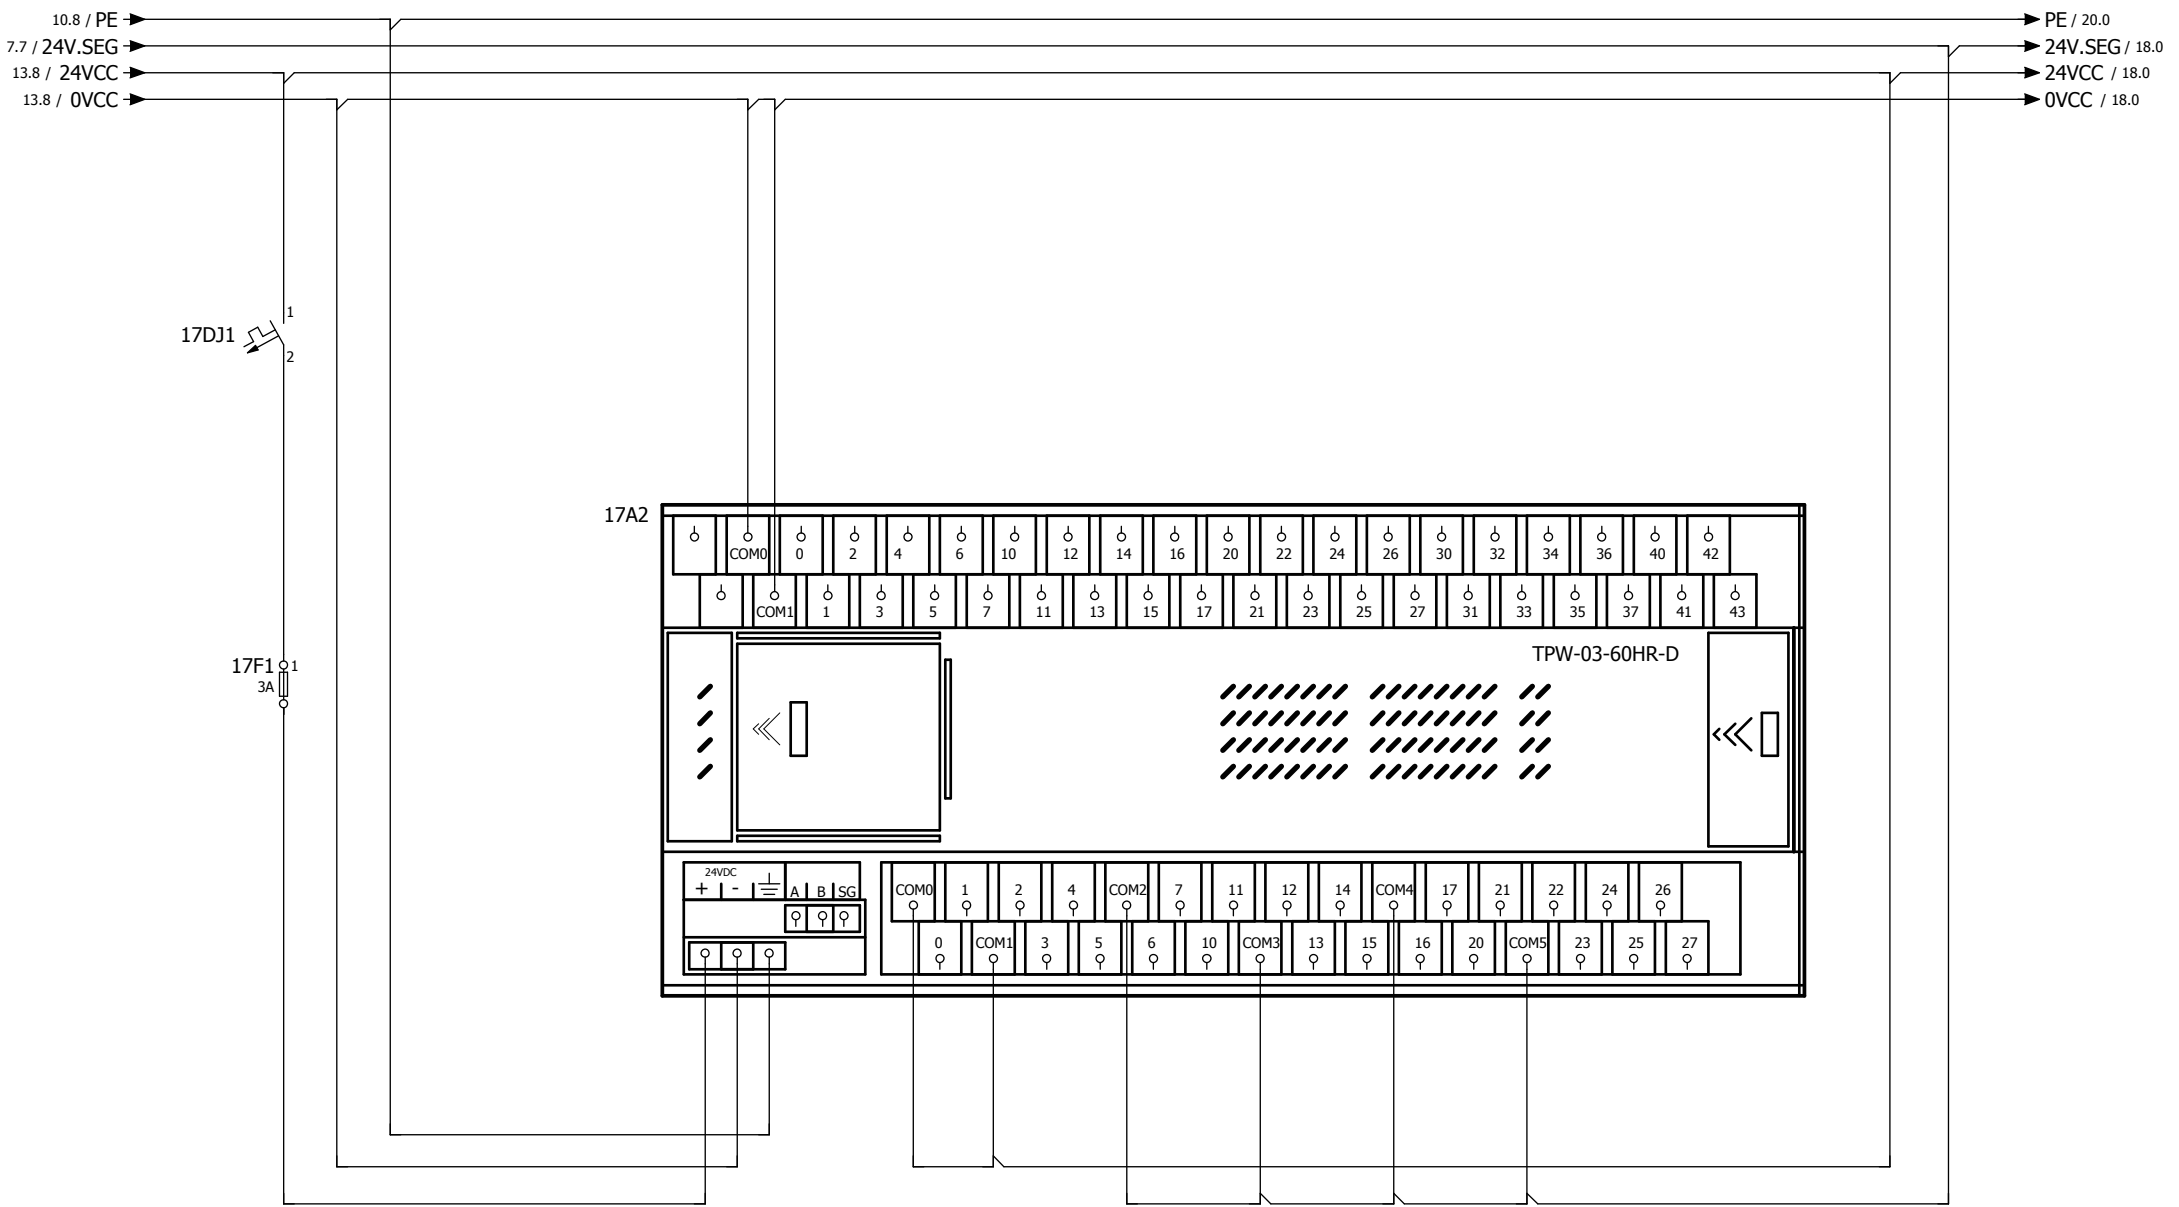 10.8 / PE
PE / 20.0
7.7 / 24V.SEG
24V.SEG / 18.0
13.8 / 24VCC
24VCC / 18.0
13.8 / 0VCC
0VCC / 18.0
1
17DJ1
2
17A2
COM0 0 2 4 6 10 12 14 16 20 22 24 26 30 32 34 36 40 42
COM1 1 3 5 7 11 13 15 17 21 23 25 27 31 33 35 37 41 43
TPW-03-60HR-D
17F1 1
3A
24VDC
+ - A B SG
COM0 1 2 4 COM2 7 11 12 14 COM4 17 21 22 24 26
0 COM1 3 5 6 10 COM3 13 15 16 20 COM5 23 25 27